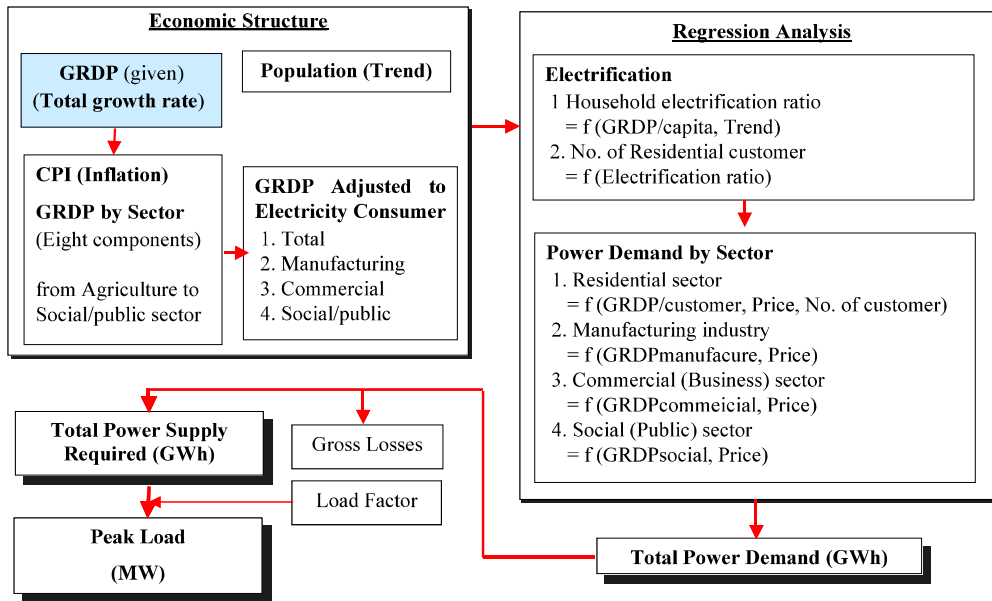 Economic Structure
GRDP (given)
(Total growth rate)
Population (Trend)
CPI (Inflation)
GRDP by Sector
(Eight components)
from Agriculture to
Social/public sector
GRDP Adjusted to
Electricity Consumer
1. Total
2. Manufacturing
3. Commercial
4. Social/public
Regression Analysis
Electrification
1 Household electrification ratio
= f (GRDP/capita, Trend)
2. No. of Residential customer
= f (Electrification ratio)
Power Demand by Sector
1. Residential sector
= f (GRDP/customer, Price, No. of customer)
2. Manufacturing industry
= f (GRDPmanufacure, Price)
3. Commercial (Business) sector
= f (GRDPcommeicial, Price)
4. Social (Public) sector
= f (GRDPsocial, Price)
Total Power Supply
Required (GWh)
Gross Losses
Load Factor
Peak Load
(MW)
Total Power Demand (GWh)